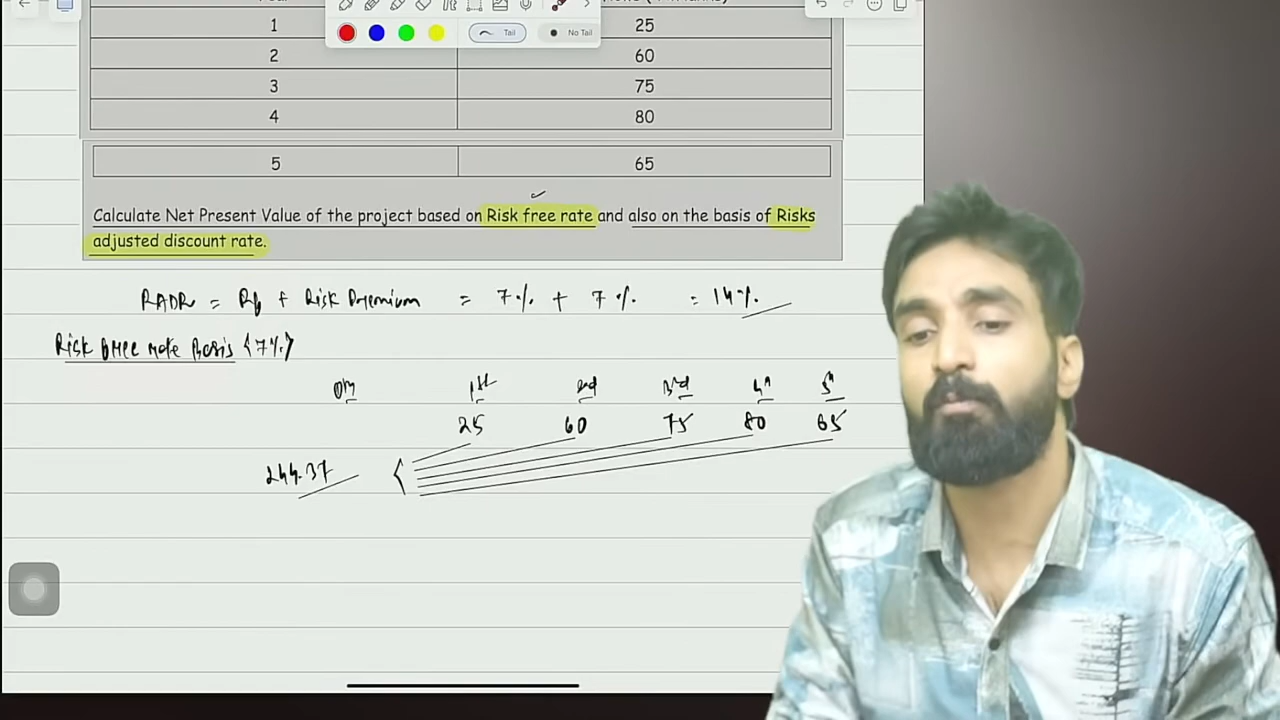 Tail
No Tail
1 25
2 60
3 75
4 80
5 65
Calculate Net Present Value of the project based on Risk free rate and also on the basis of Risks
adjusted discount rate.
RADR = Rf + Risk Premium = 7% + 7% = 14%
Risk free rate Basis (7%)
0th 1st 2nd 3rd 4th 5th
25 60 75 80 65
244.37